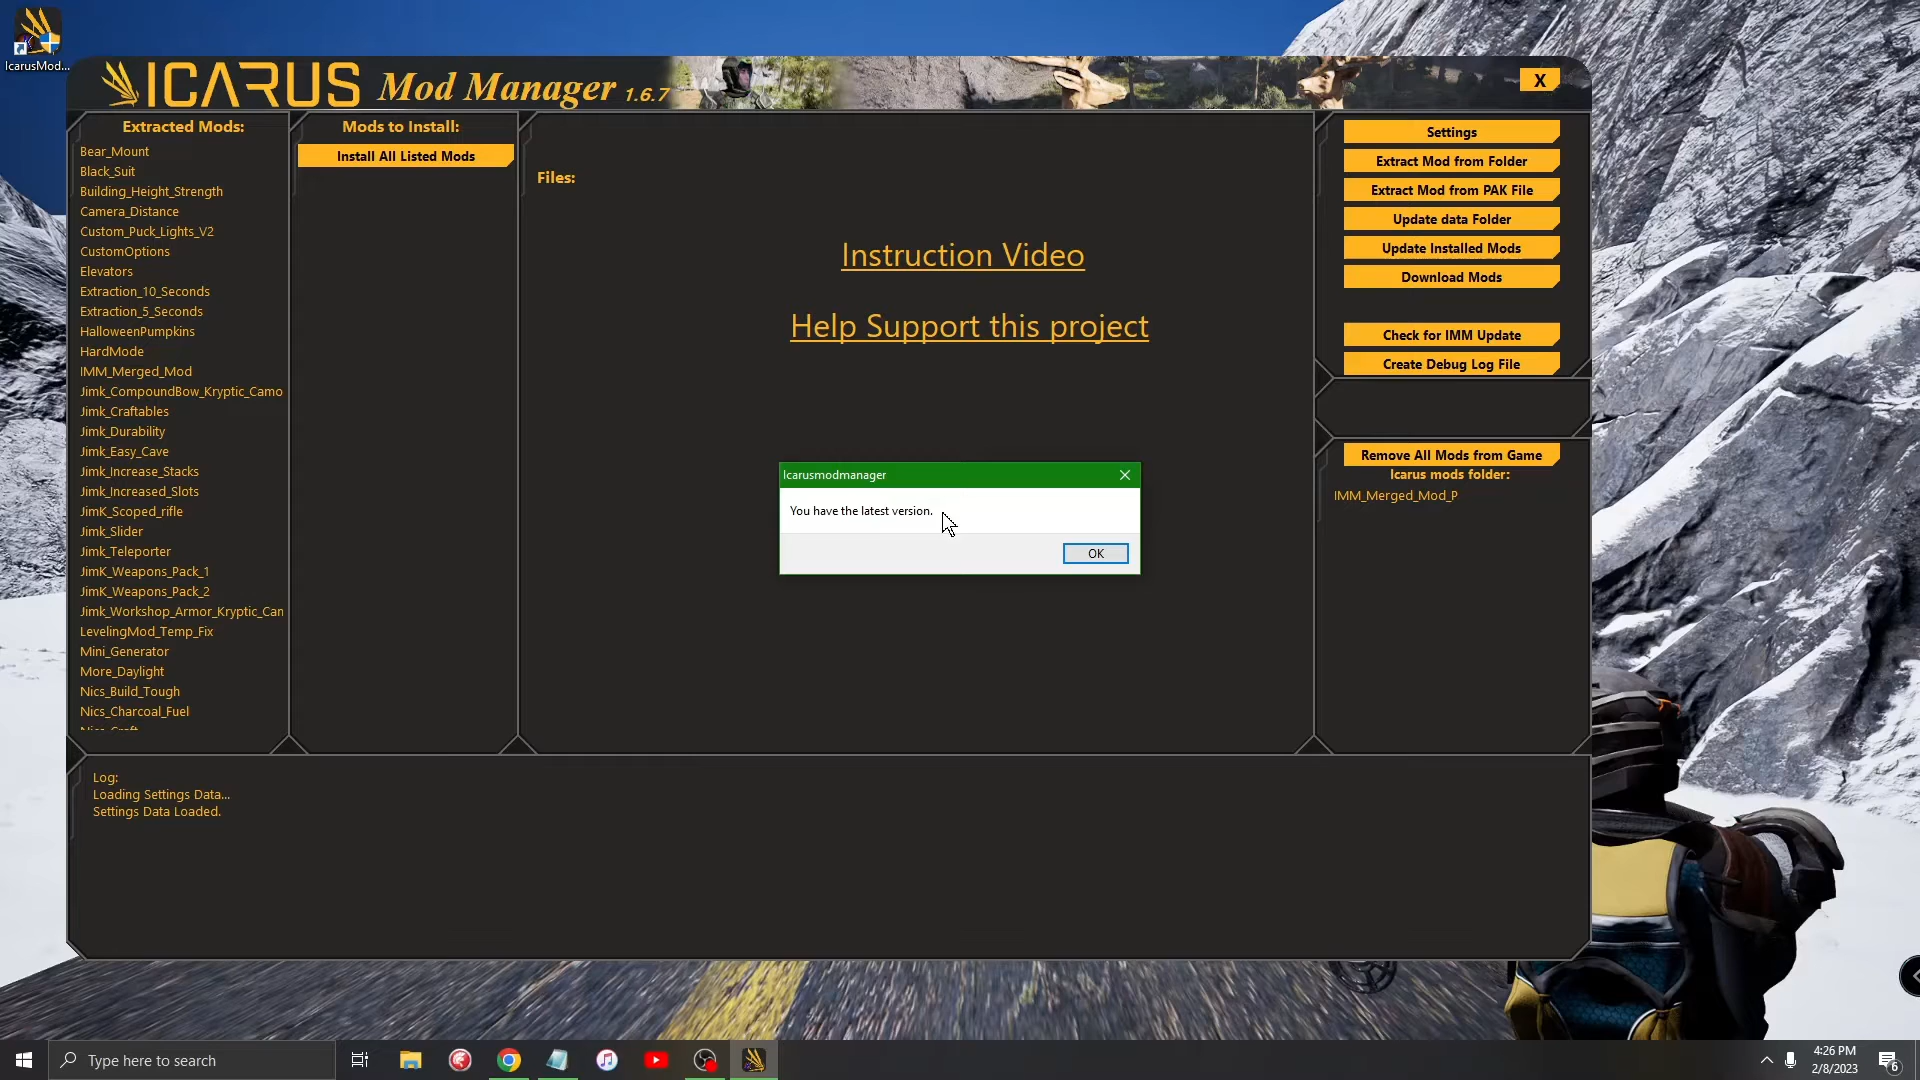 IcarusMod...
ICARUS Mod Manager 1.6.7
X
Extracted Mods:
Bear_Mount
Black_Suit
Building_Height_Strength
Camera_Distance
Custom_Puck_Lights_V2
CustomOptions
Elevators
Extraction_10_Seconds
Extraction_5_Seconds
HalloweenPumpkins
HardMode
IMM_Merged_Mod
Jimk_CompoundBow_Kryptic_Camo
Jimk_Craftables
Jimk_Durability
Jimk_Easy_Cave
Jimk_Increase_Stacks
Jimk_Increased_Slots
JimK_Scoped_rifle
Jimk_Slider
Jimk_Teleporter
JimK_Weapons_Pack_1
JimK_Weapons_Pack_2
Jimk_Workshop_Armor_Kryptic_Can
LevelingMod_Temp_Fix
Mini_Generator
More_Daylight
Nics_Build_Tough
Nics_Charcoal_Fuel
Mods to Install:
Install All Listed Mods
Files:
Instruction Video
Help Support this project
Icarusmodmanager
You have the latest version.
OK
Settings
Extract Mod from Folder
Extract Mod from PAK File
Update data Folder
Update Installed Mods
Download Mods
Check for IMM Update
Create Debug Log File
Remove All Mods from Game
Icarus mods folder:
IMM_Merged_Mod_P
Log:
Loading Settings Data...
Settings Data Loaded.
Type here to search
4:26 PM
2/8/2023
6